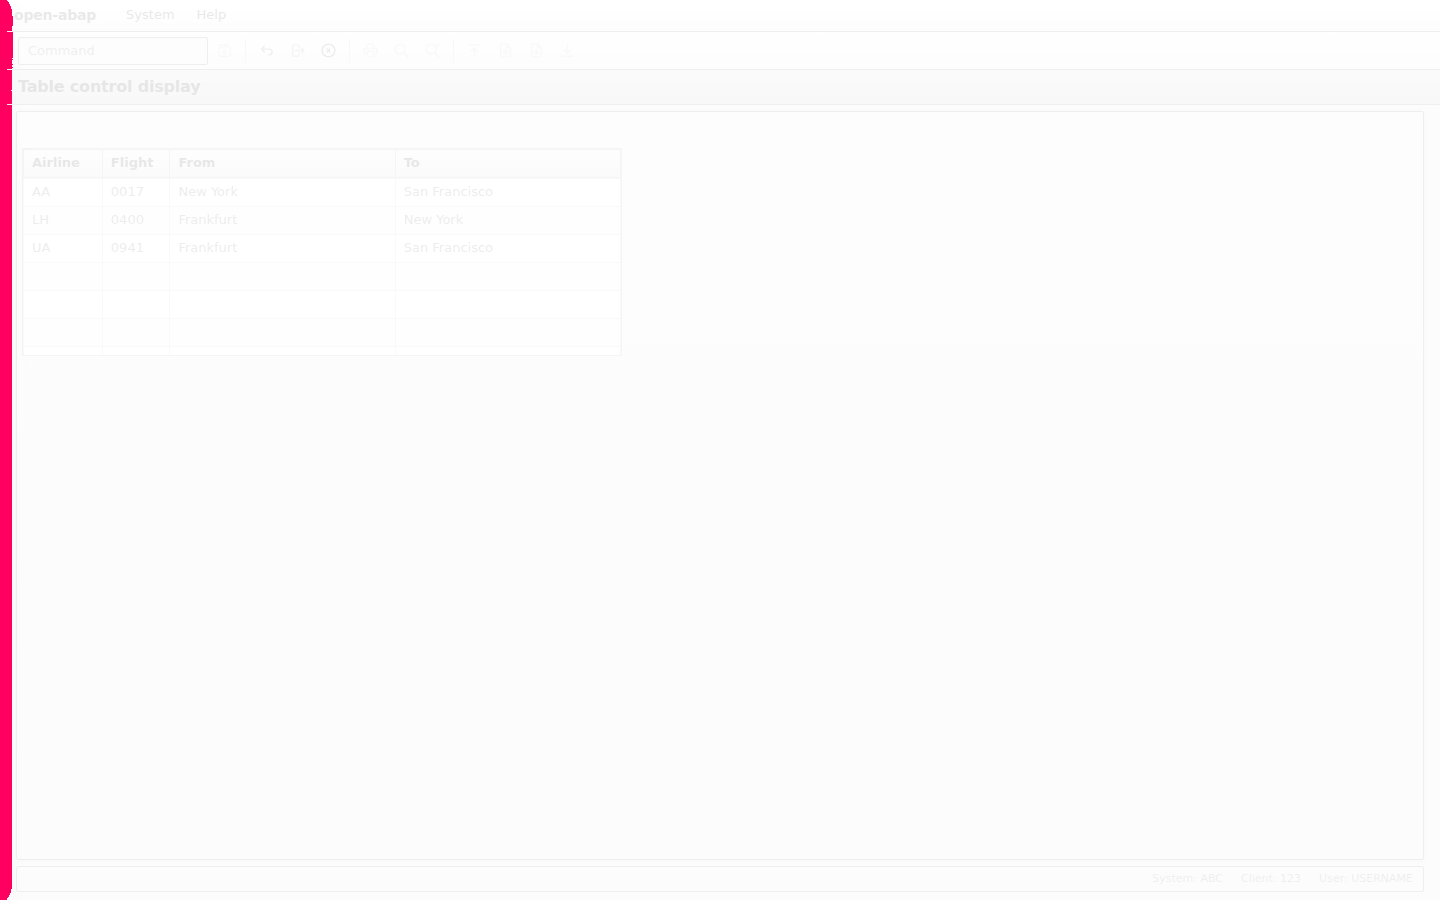 open-abap System Help
Command
Table control display
Airline Flight From To
AA 0017 New York San Francisco
LH 0400 Frankfurt New York
UA 0941 Frankfurt San Francisco
System: ABC Client: 123 User: USERNAME